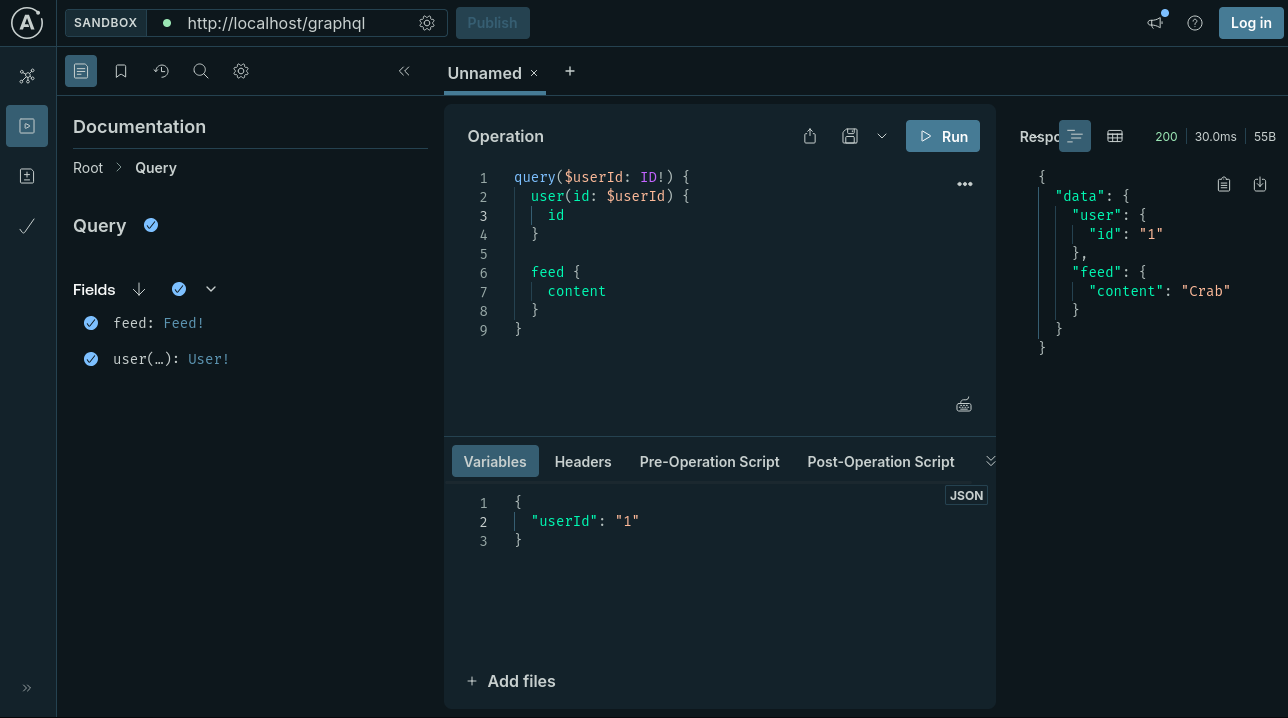 A
SANDBOX
http://localhost/graphql
Publish
Log in
Unnamed
Documentation
Root > Query
Query
Fields
feed: Feed!
user(…): User!
Operation
Run
1 query($userId: ID!) {
2 user(id: $userId) {
3 id
4 }
5
6 feed {
7 content
8 }
9 }
Variables
Headers
Pre-Operation Script
Post-Operation Script
JSON
1 {
2 "userId": "1"
3 }
+ Add files
Respo
200
30.0ms
55B
{
"data": {
"user": {
"id": "1"
},
"feed": {
"content": "Crab"
}
}
}